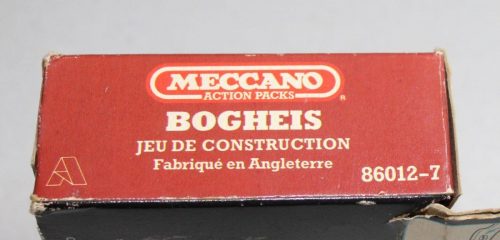 MECCANO
ACTION PACKS
®
BOGHEIS
JEU DE CONSTRUCTION
Fabriqué en Angleterre
86012-7